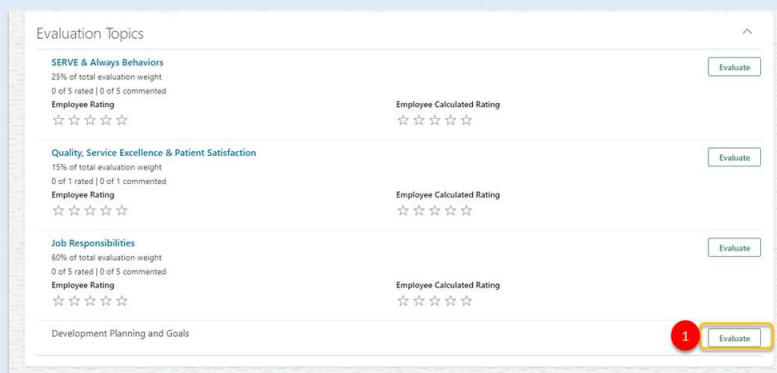 Evaluation Topics
SERVE & Always Behaviors
Evaluate
25% of total evaluation weight
0 of 5 rated | 0 of 5 commented
Employee Rating Employee Calculated Rating
Quality, Service Excellence & Patient Satisfaction
Evaluate
15% of total evaluation weight
0 of 1 rated | 0 of 1 commented
Employee Rating Employee Calculated Rating
Job Responsibilities
Evaluate
60% of total evaluation weight
0 of 5 rated | 0 of 5 commented
Employee Rating Employee Calculated Rating
Development Planning and Goals 1 Evaluate